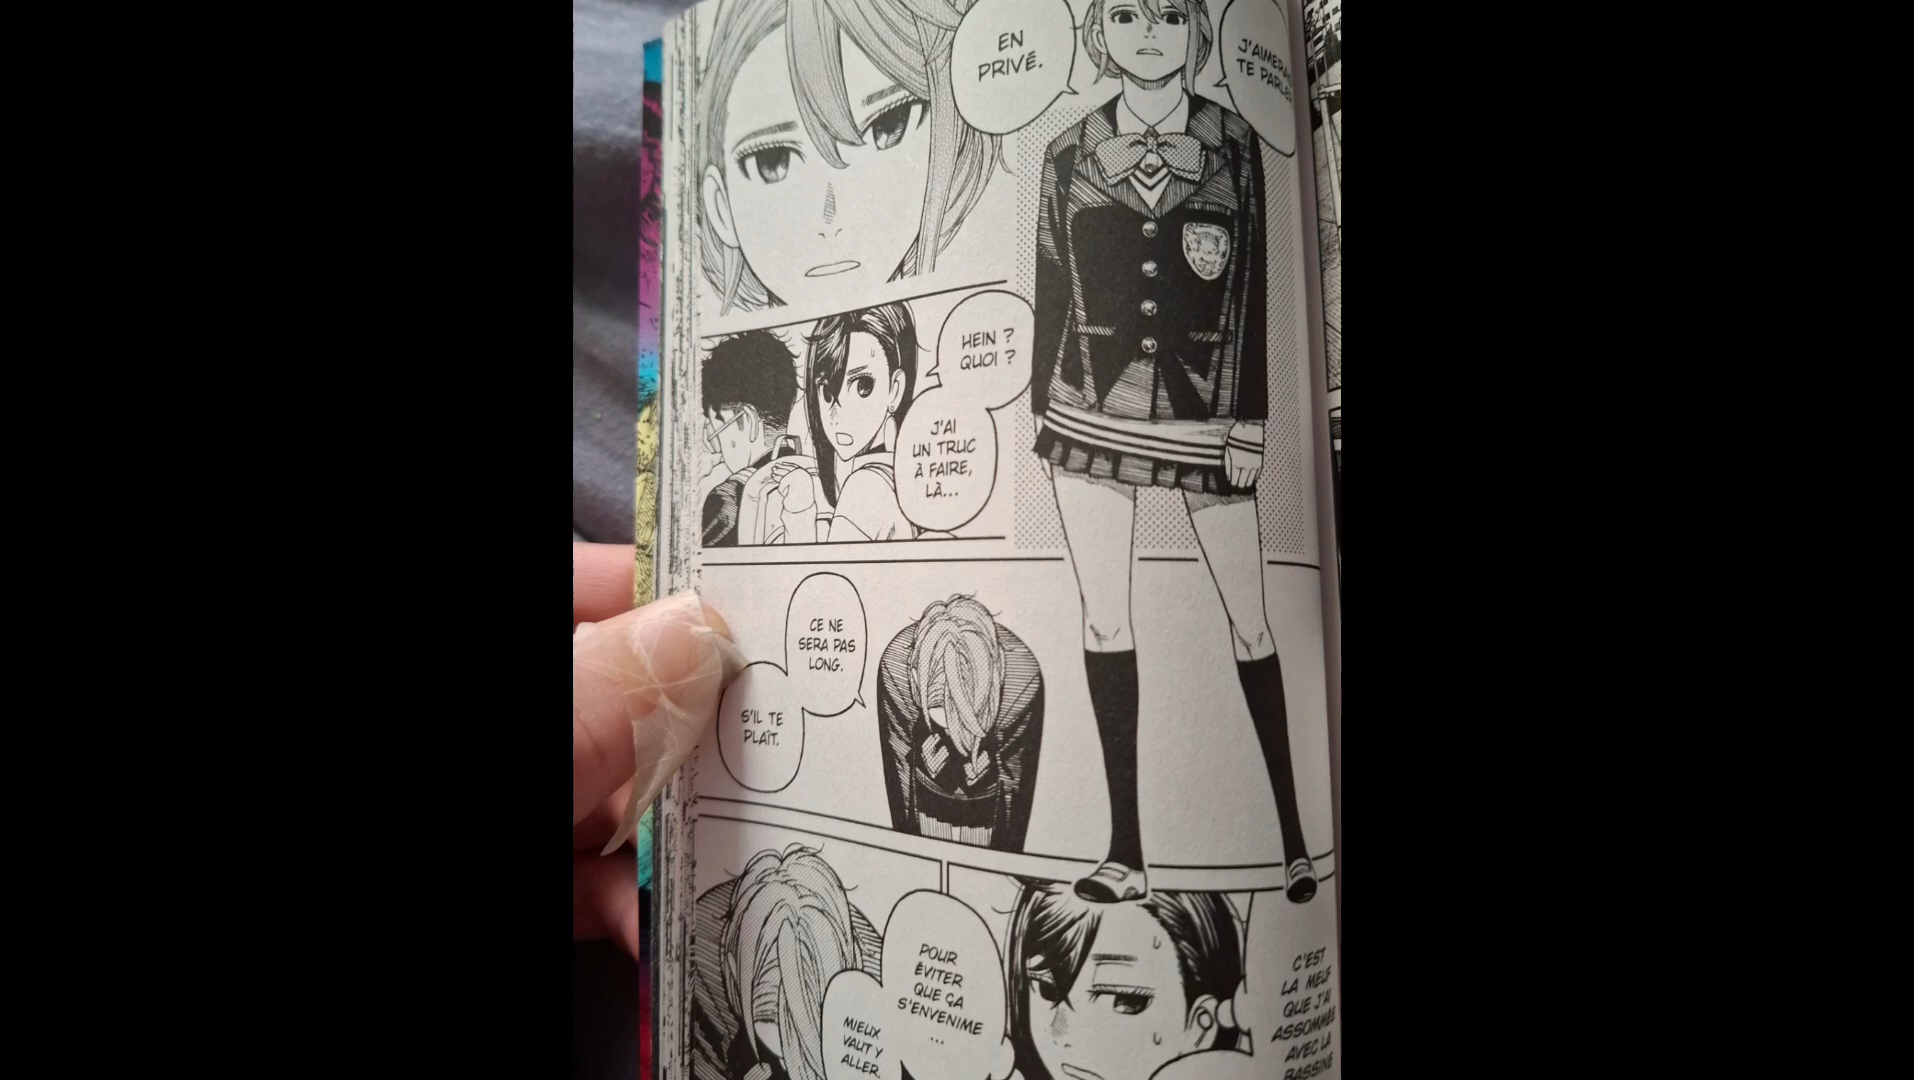 J'AIMERAIS
TE PARLER
EN
PRIVÉ.
HEIN ?
QUOI ?
J'AI
UN TRUC
À FAIRE,
LÀ...
CE NE
SERA PAS
LONG.
S'IL TE
PLAÎT.
C'EST
LA MEUF
QUE J'AI
ASSOMMÉE
AVEC LA
BASSINE
POUR
ÉVITER
QUE ÇA
S'ENVENIME
...
MIEUX
VAUT Y
ALLER.